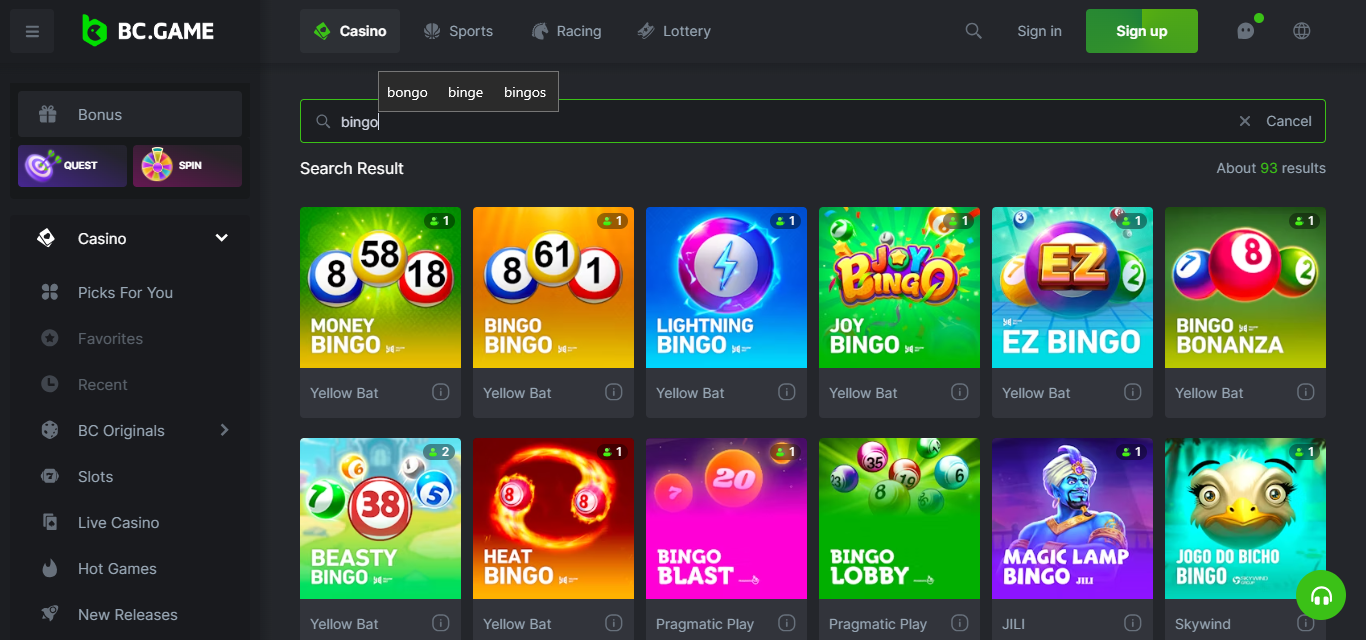 BC.GAME
Casino
Sports
Racing
Lottery
Sign in
Sign up
bongo binge bingos
bingo
Cancel
Bonus
QUEST
SPIN
Search Result
About 93 results
Casino
Picks For You
Favorites
Recent
BC Originals
Slots
Live Casino
Hot Games
New Releases
1
8 58 18
MONEY
BINGO
Yellow Bat
1
8 61 1
BINGO
BINGO
Yellow Bat
1
LIGHTNING
BINGO
Yellow Bat
1
JOY
BINGO
JOY
BINGO
Yellow Bat
1
3
EZ
2
EZ BINGO
Yellow Bat
1
7 8 2
BINGO
BONANZA
Yellow Bat
2
6
7 38 5
BEASTY
BINGO
Yellow Bat
1
8 8
HEAT
BINGO
Yellow Bat
1
7 20
BINGO
BLAST
Pragmatic Play
35
23 19 6
8
BINGO
LOBBY
Pragmatic Play
1
MAGIC LAMP
BINGO JILI
JILI
1
JOGO DO BICHO
BINGO SKYWIND
Skywind